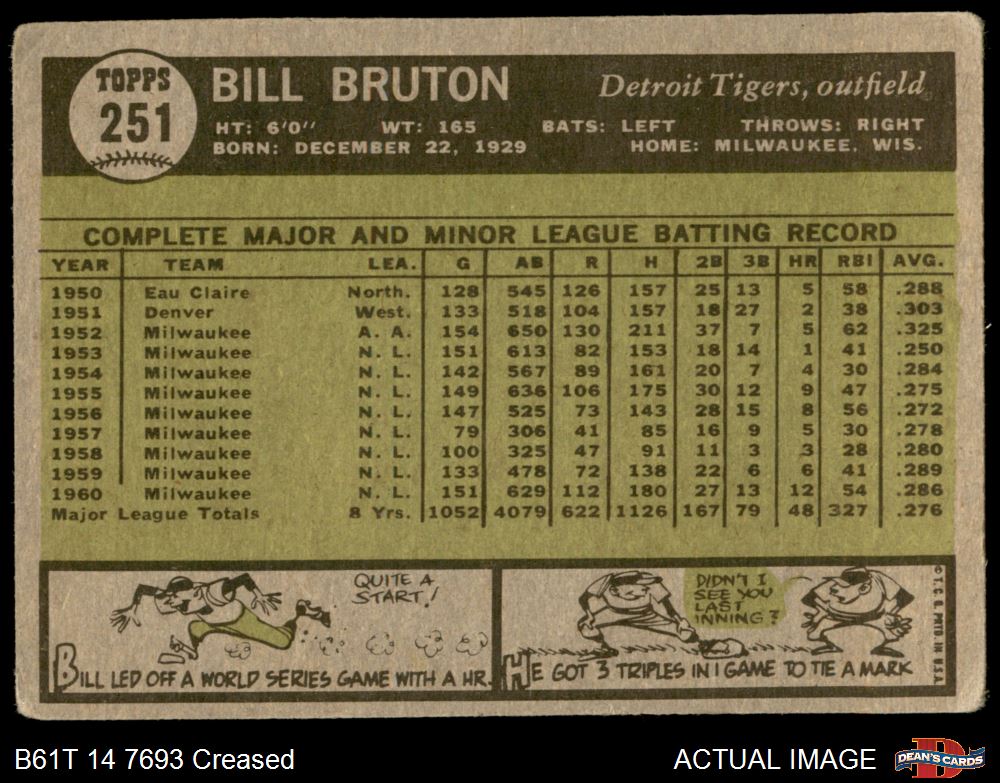 TOPPS
251
BILL BRUTON
Detroit Tigers, outfield
HT: 6'0" WT: 165 BATS: LEFT THROWS: RIGHT
BORN: DECEMBER 22, 1929 HOME: MILWAUKEE, WIS.
COMPLETE MAJOR AND MINOR LEAGUE BATTING RECORD
YEAR TEAM LEA. G AB R H 2B 3B HR RBI AVG.
1950 Eau Claire North. 128 545 126 157 25 13 5 58 .288
1951 Denver West. 133 518 104 157 18 27 2 38 .303
1952 Milwaukee A. A. 154 650 130 211 37 7 5 62 .325
1953 Milwaukee N. L. 151 613 82 153 18 14 1 41 .250
1954 Milwaukee N. L. 142 567 89 161 20 7 4 30 .284
1955 Milwaukee N. L. 149 636 106 175 30 12 9 47 .275
1956 Milwaukee N. L. 147 525 73 143 28 15 8 56 .272
1957 Milwaukee N. L. 79 306 41 85 16 9 5 30 .278
1958 Milwaukee N. L. 100 325 47 91 11 3 3 28 .280
1959 Milwaukee N. L. 133 478 72 138 22 6 6 41 .289
1960 Milwaukee N. L. 151 629 112 180 27 13 12 54 .286
Major League Totals 8 Yrs. 1052 4079 622 1126 167 79 48 327 .276
QUITE A
START!
BILL LED OFF A WORLD SERIES GAME WITH A HR.
DIDN'T I
SEE YOU
LAST
INNING?
HE GOT 3 TRIPLES IN 1 GAME TO TIE A MARK
© T. C. G. PRTD. IN U.S.A.
B61T 14 7693 Creased
ACTUAL IMAGE
D
DEAN'S CARDS